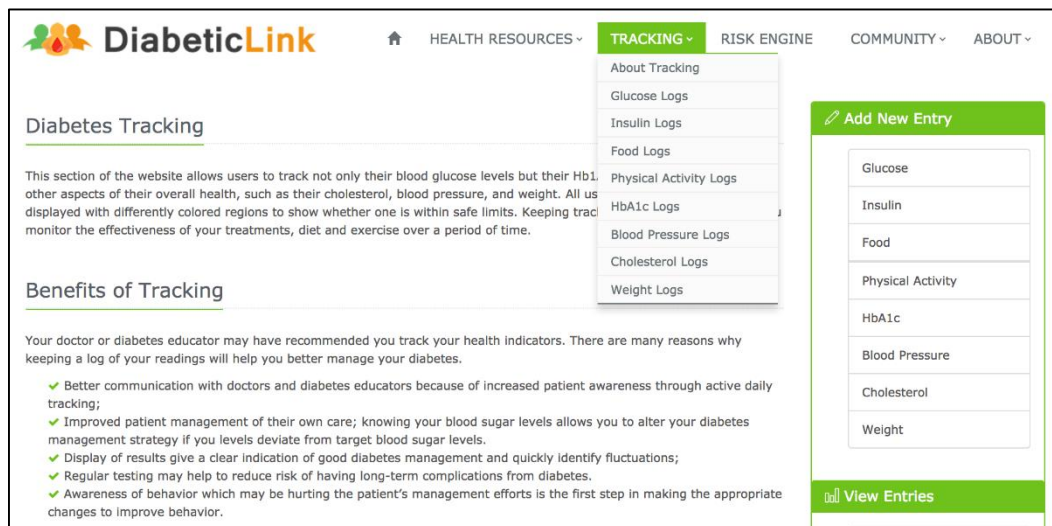 DiabeticLink
HEALTH RESOURCES
TRACKING
RISK ENGINE
COMMUNITY
ABOUT
About Tracking
Glucose Logs
Insulin Logs
Food Logs
Physical Activity Logs
HbA1c Logs
Blood Pressure Logs
Cholesterol Logs
Weight Logs
Diabetes Tracking
This section of the website allows users to track not only their blood glucose levels but their Hb1
other aspects of their overall health, such as their cholesterol, blood pressure, and weight. All
displayed with differently colored regions to show whether one is within safe limits. Keeping
monitor the effectiveness of your treatments, diet and exercise over a period of time.
Benefits of Tracking
Your doctor or diabetes educator may have recommended you track your health indicators. There are many reasons why
keeping a log of your readings will help you better manage your diabetes.
✔ Better communication with doctors and diabetes educators because of increased patient awareness through active daily
tracking;
✔ Improved patient management of their own care; knowing your blood sugar levels allows you to alter your diabetes
management strategy if you levels deviate from target blood sugar levels.
✔ Display of results give a clear indication of good diabetes management and quickly identify fluctuations;
✔ Regular testing may help to reduce risk of having long-term complications from diabetes.
✔ Awareness of behavior which may be hurting the patient's management efforts is the first step in making the appropriate
changes to improve behavior.
Add New Entry
Glucose
Insulin
Food
Physical Activity
HbA1c
Blood Pressure
Cholesterol
Weight
View Entries